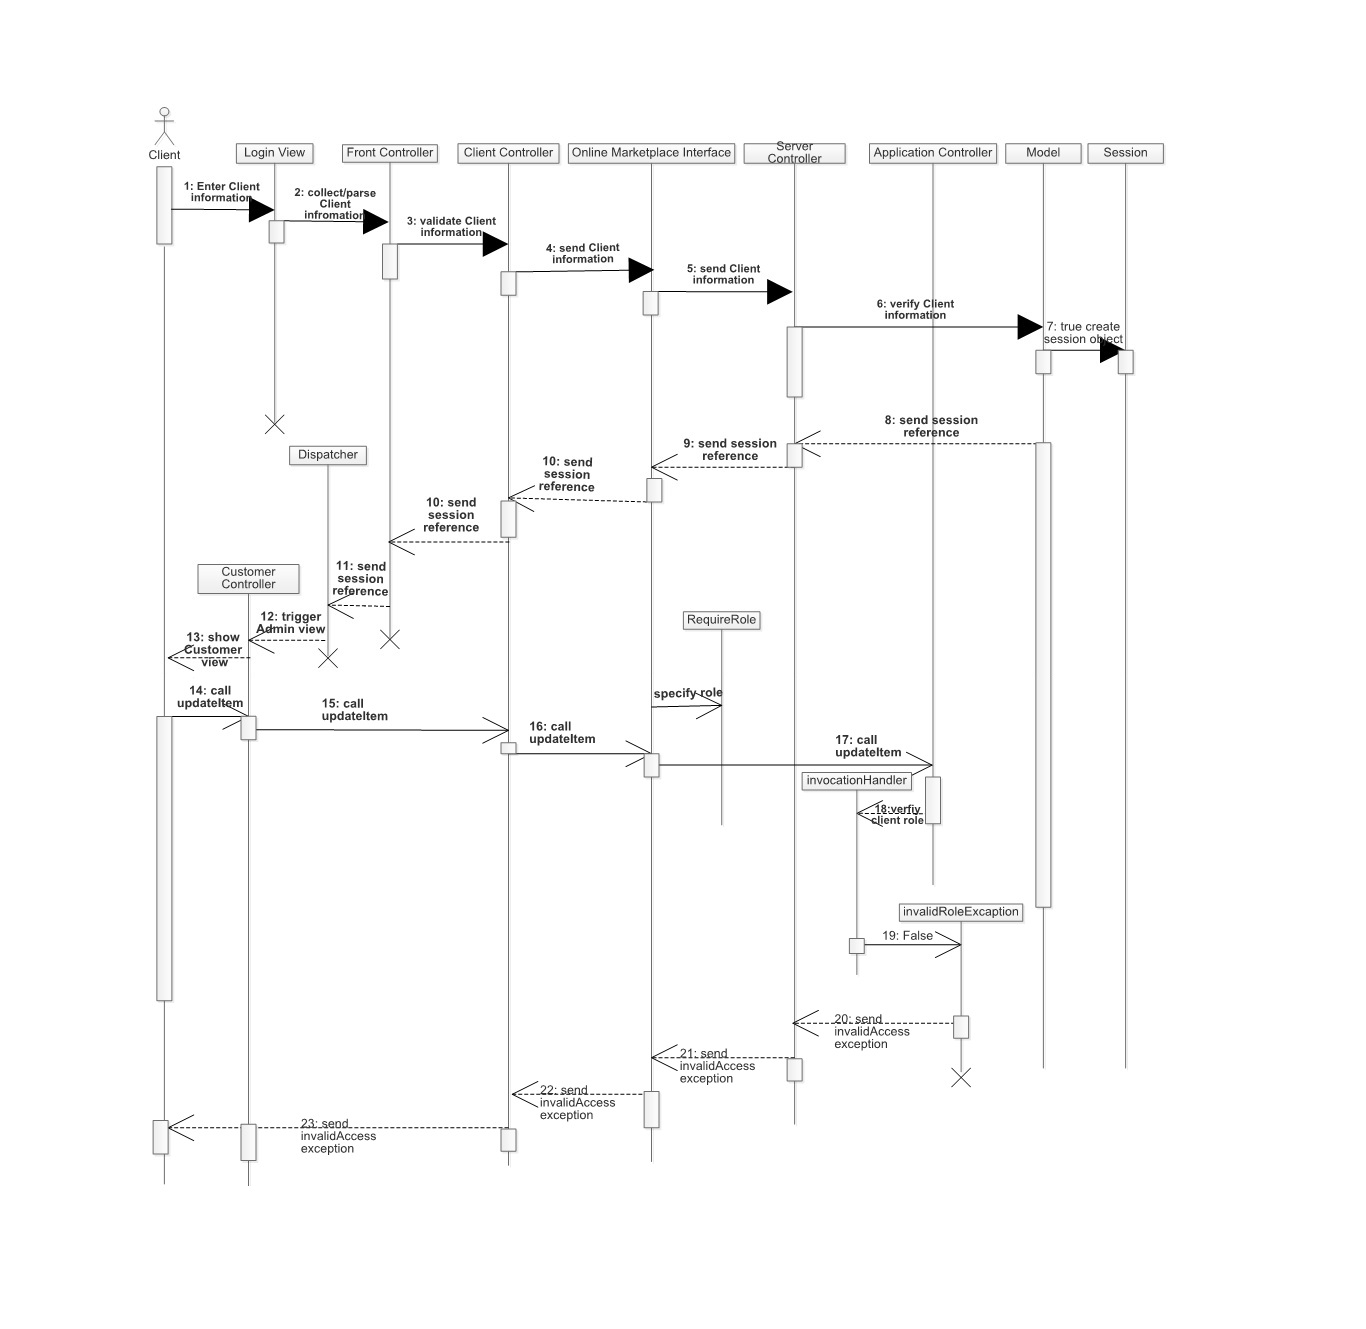 Client
Login View
Front Controller
Client Controller
Online Marketplace Interface
Server
Controller
Application Controller
Model
Session
1: Enter Client
information
2: collect/parse
Client
infromation
3: validate Client
information
4: send Client
information
5: send Client
information
6: verify Client
information
7: true create
session object
8: send session
reference
9: send session
reference
10: send
session
reference
10: send
session
reference
Dispatcher
11: send
session
reference
Customer
Controller
12: trigger
Admin view
13: show
Customer
view
RequireRole
specify role
14: call
updateItem
15: call
updateItem
16: call
updateItem
17: call
updateItem
invocationHandler
18:verfiy
client role
invalidRoleExcaption
19: False
20: send
invalidAccess
exception
21: send
invalidAccess
exception
22: send
invalidAccess
exception
23: send
invalidAccess
exception